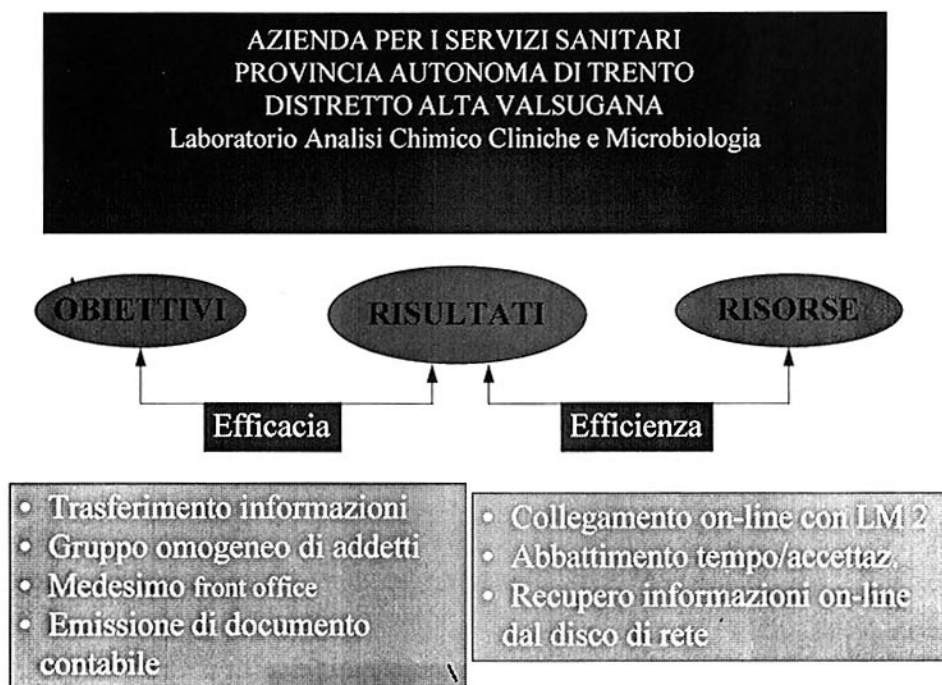 AZIENDA PER I SERVIZI SANITARI
PROVINCIA AUTONOMA DI TRENTO
DISTRETTO ALTA VALSUGANA
Laboratorio Analisi Chimico Cliniche e Microbiologia
OBIETTIVI
RISULTATI
RISORSE
Efficacia
Efficienza
• Trasferimento informazioni
• Gruppo omogeneo di addetti
• Medesimo front office
• Emissione di documento
contabile
• Collegamento on-line con LM 2
• Abbattimento tempo/accettaz.
• Recupero informazioni on-line
dal disco di rete